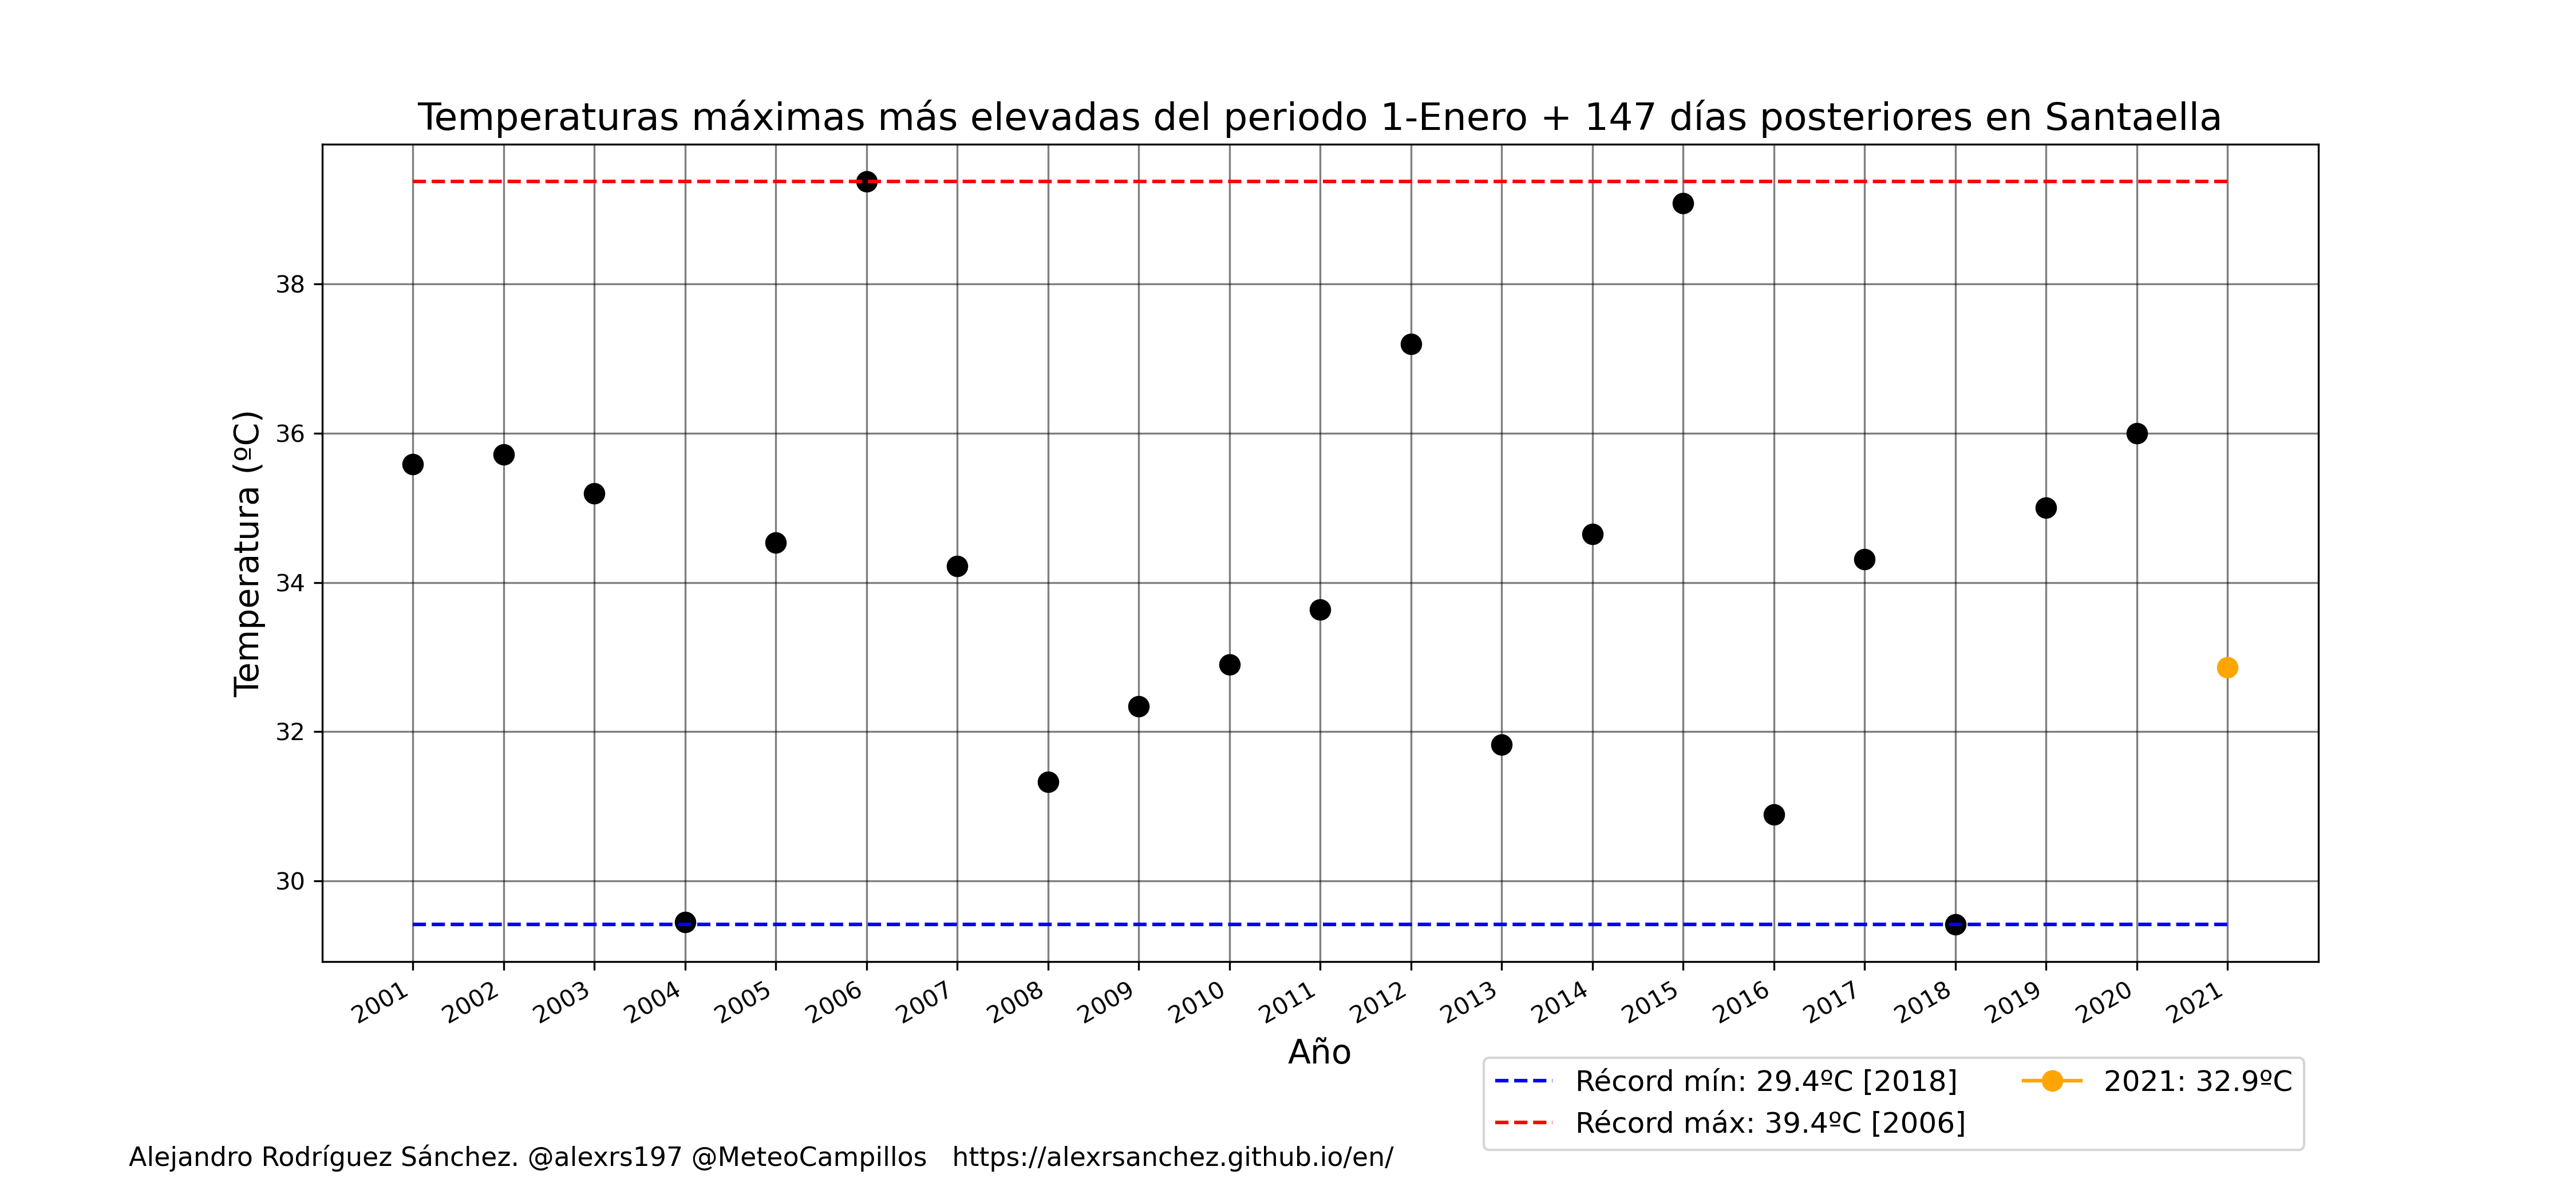 Temperaturas máximas más elevadas del periodo 1-Enero + 147 días posteriores en Santaella
Temperatura (ºC)
38
36
34
32
30
2001 2002 2003 2004 2005 2006 2007 2008 2009 2010 2011 2012 2013 2014 2015 2016 2017 2018 2019 2020 2021
Año
Récord mín: 29.4ºC [2018]
Récord máx: 39.4ºC [2006]
2021: 32.9ºC
Alejandro Rodríguez Sánchez. @alexrs197 @MeteoCampillos https://alexrsanchez.github.io/en/